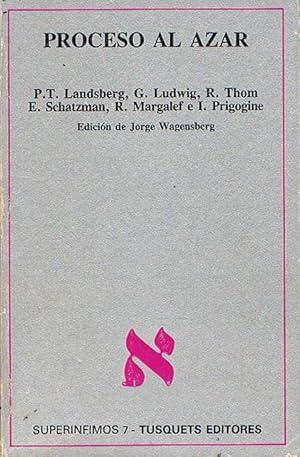 PROCESO AL AZAR
P.T. Landsberg, G. Ludwig, R. Thom
E. Schatzman, R. Margalef e I. Prigogine
Edición de Jorge Wagensberg
א
SUPERINFIMOS 7 - TUSQUETS EDITORES